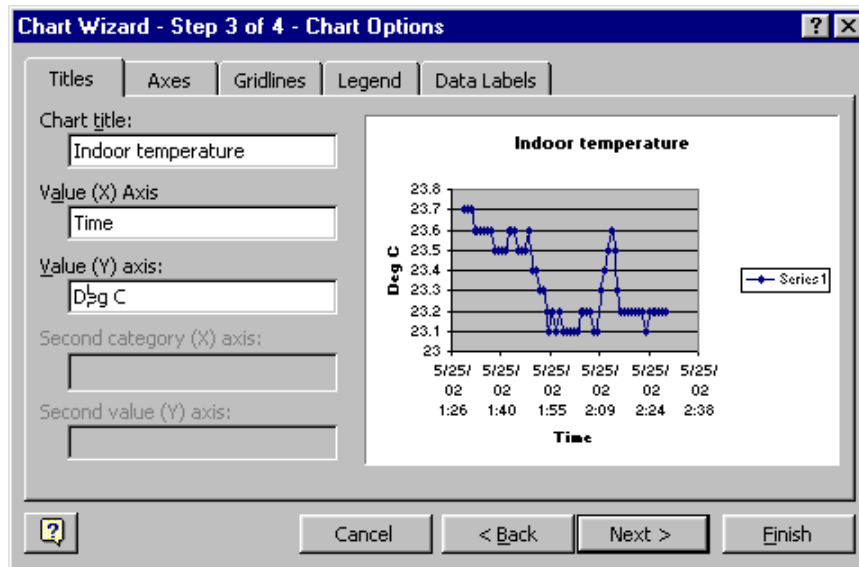 Chart Wizard - Step 3 of 4 - Chart Options
Titles Axes Gridlines Legend Data Labels
Chart title:
Indoor temperature
Value (X) Axis
Time
Value (Y) axis:
Deg C
Second category (X) axis:
Second value (Y) axis:
Indoor temperature
23.8
23.7
23.6
23.5
23.4
23.3
23.2
23.1
23
Deg C
Series1
5/25/ 5/25/ 5/25/ 5/25/ 5/25/ 5/25/
02 02 02 02 02 02
1:26 1:40 1:55 2:09 2:24 2:38
Time
Cancel < Back Next > Finish